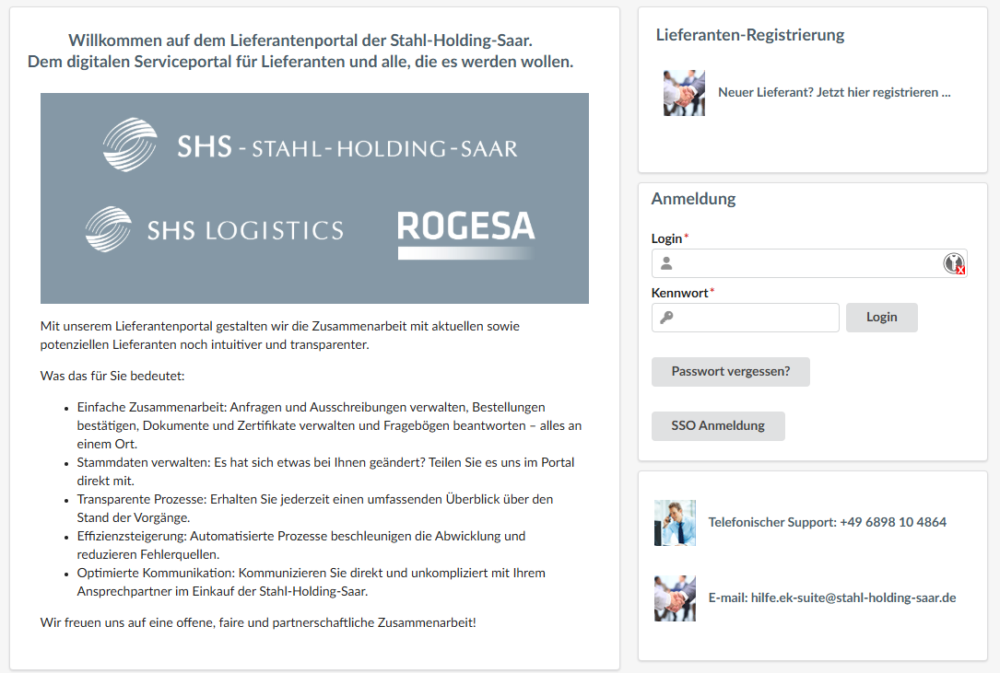 Willkommen auf dem Lieferantenportal der Stahl-Holding-Saar.
Dem digitalen Serviceportal für Lieferanten und alle, die es werden wollen.
SHS - STAHL-HOLDING-SAAR
SHS LOGISTICS
ROGESA
Mit unserem Lieferantenportal gestalten wir die Zusammenarbeit mit aktuellen sowie
potenziellen Lieferanten noch intuitiver und transparenter.
Was das für Sie bedeutet:
• Einfache Zusammenarbeit: Anfragen und Ausschreibungen verwalten, Bestellungen
bestätigen, Dokumente und Zertifikate verwalten und Fragebögen beantworten – alles an
einem Ort.
• Stammdaten verwalten: Es hat sich etwas bei Ihnen geändert? Teilen Sie es uns im Portal
direkt mit.
• Transparente Prozesse: Erhalten Sie jederzeit einen umfassenden Überblick über den
Stand der Vorgänge.
• Effizienzsteigerung: Automatisierte Prozesse beschleunigen die Abwicklung und
reduzieren Fehlerquellen.
• Optimierte Kommunikation: Kommunizieren Sie direkt und unkompliziert mit Ihrem
Ansprechpartner im Einkauf der Stahl-Holding-Saar.
Wir freuen uns auf eine offene, faire und partnerschaftliche Zusammenarbeit!
Lieferanten-Registrierung
Neuer Lieferant? Jetzt hier registrieren ...
Anmeldung
Login*
Kennwort*
Login
Passwort vergessen?
SSO Anmeldung
Telefonischer Support: +49 6898 10 4864
E-mail: hilfe.ek-suite@stahl-holding-saar.de